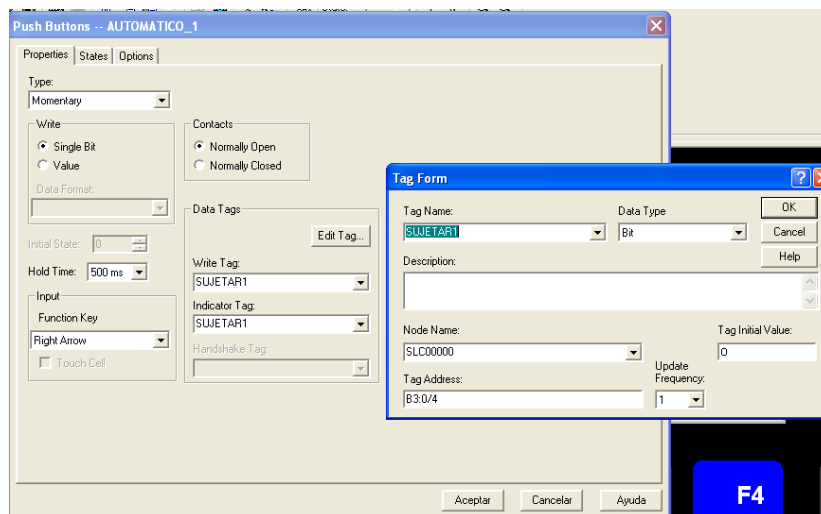 Push Buttons -- AUTOMATICO_1
Properties States Options
Type:
Momentary
Write
Single Bit
Value
Data Format:
Initial State: 0
Hold Time: 500 ms
Input
Function Key
Right Arrow
Touch Cell
Contacts
Normally Open
Normally Closed
Data Tags
Edit Tag...
Write Tag:
SUJETAR1
Indicator Tag:
SUJETAR1
Handshake Tag:
Aceptar Cancelar Ayuda
Tag Form
Tag Name: Data Type
SUJETAR1 Bit
OK
Cancel
Help
Description:
Node Name: Tag Initial Value:
SLC00000 0
Tag Address: Update Frequency:
B3:0/4 1
F4